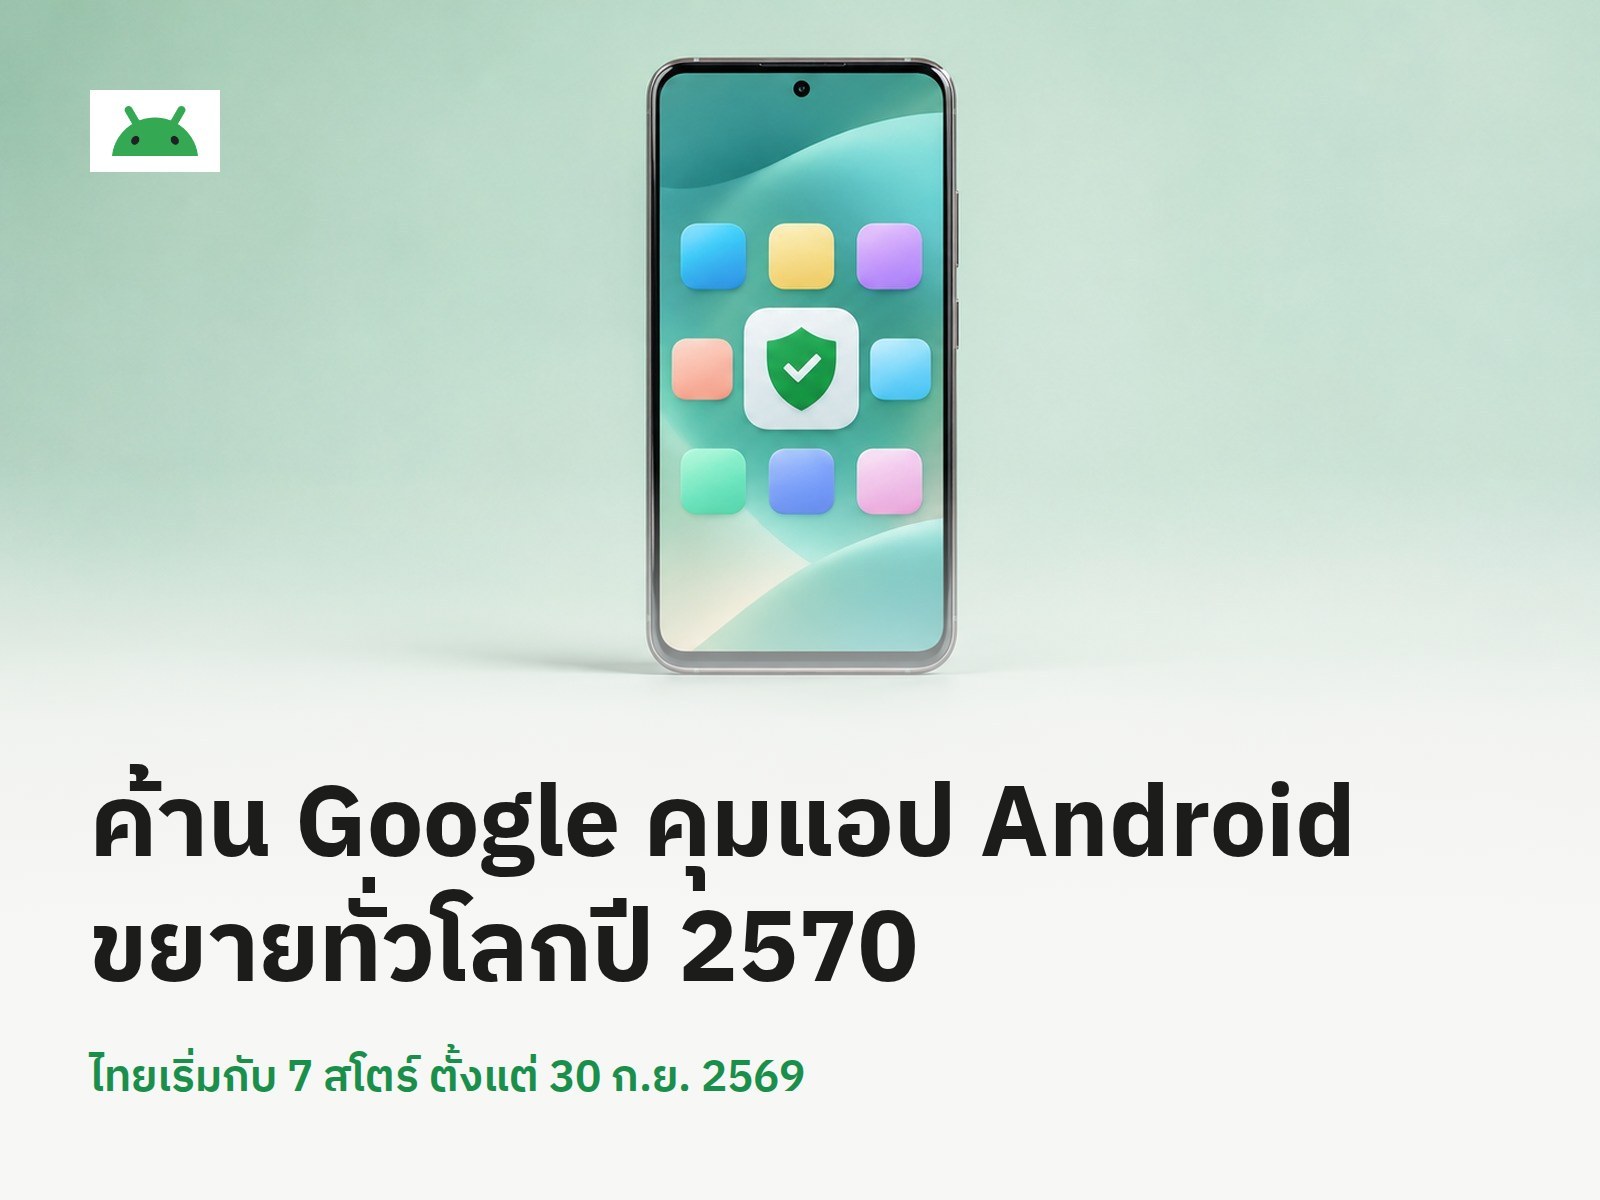 ค้าน Google คุมแอป Android
ขยายทั่วโลกปี 2570
ไทยเริ่มกับ 7 สโตร์ ตั้งแต่ 30 ก.ย. 2569